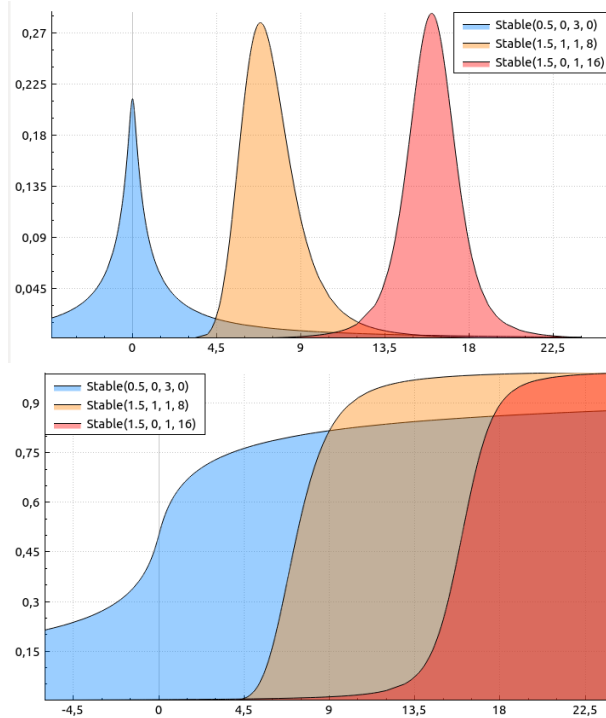 0,27
0,225
0,18
0,135
0,09
0,045
Stable(0.5, 0, 3, 0)
Stable(1.5, 1, 1, 8)
Stable(1.5, 0, 1, 16)
0 4,5 9 13,5 18 22,5
Stable(0.5, 0, 3, 0)
Stable(1.5, 1, 1, 8)
Stable(1.5, 0, 1, 16)
0,9
0,75
0,6
0,45
0,3
0,15
-4,5 0 4,5 9 13,5 18 22,5